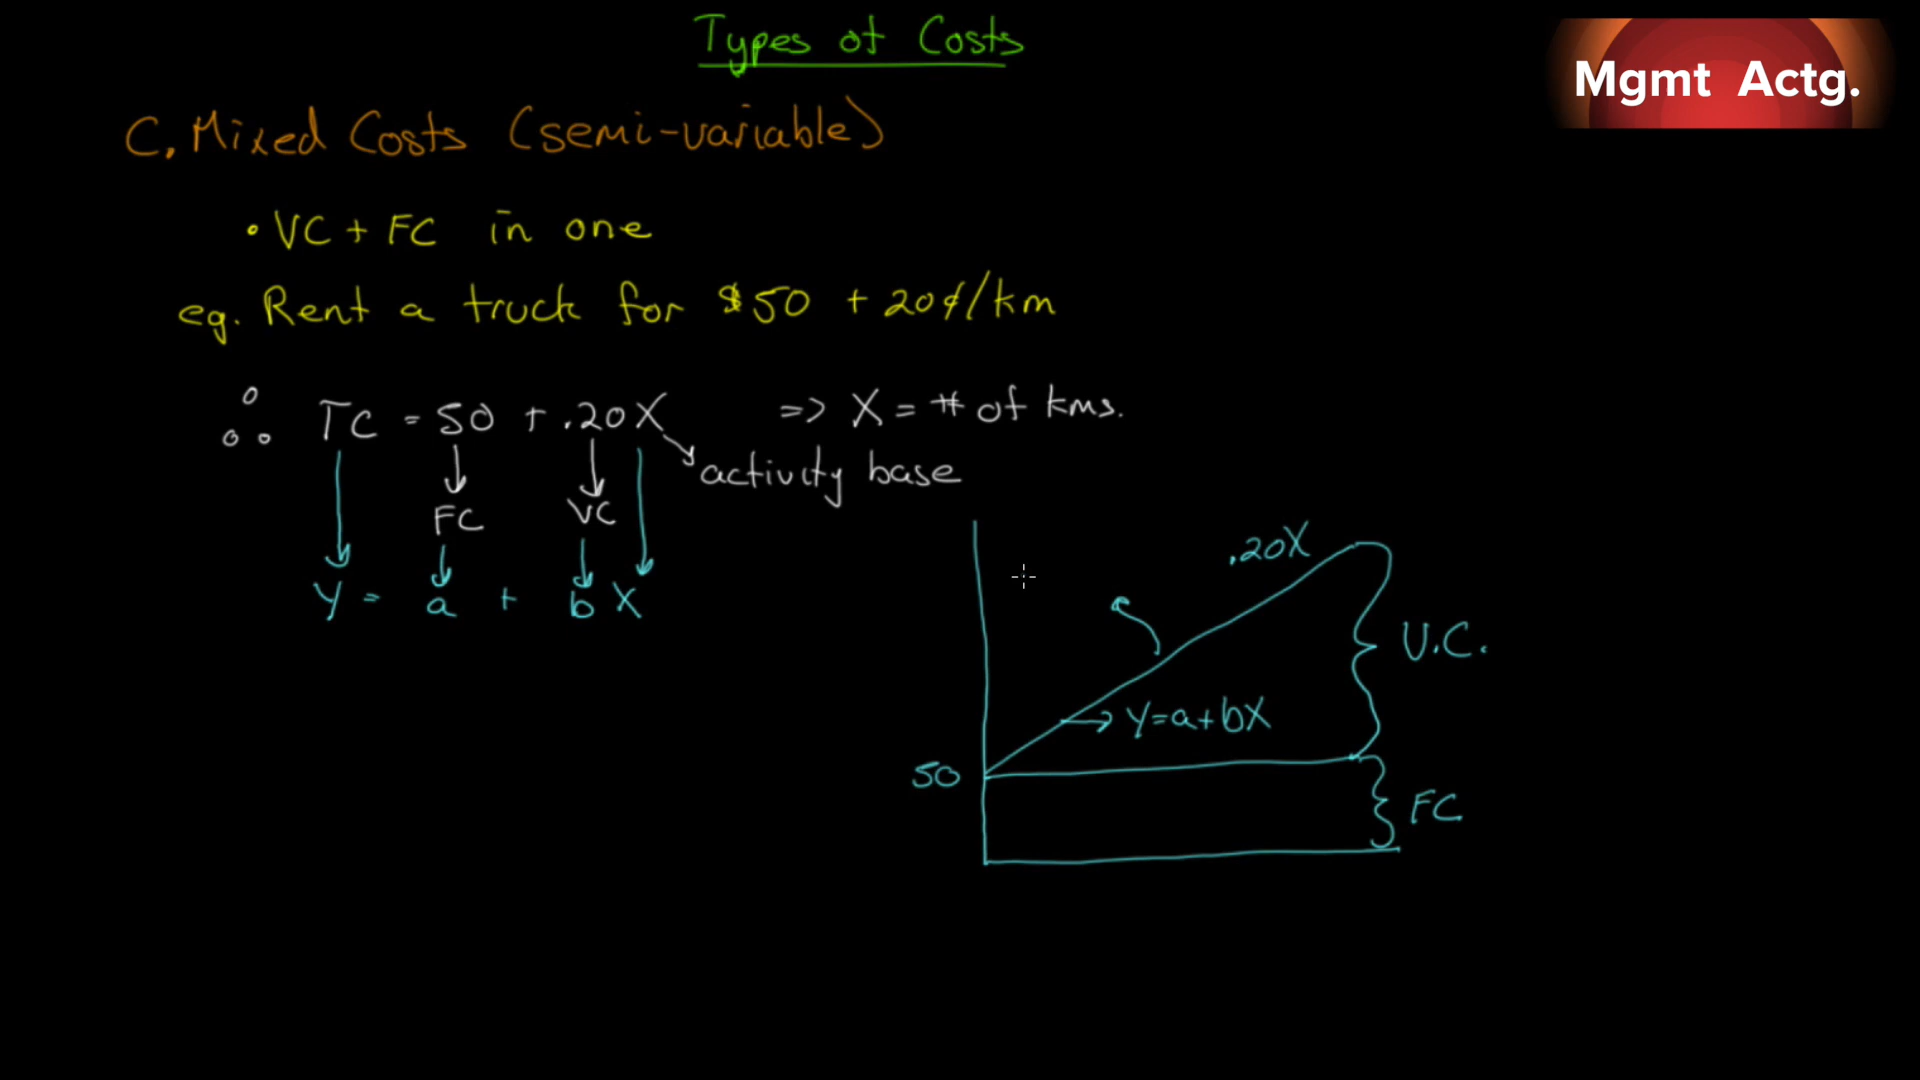 Types of Costs
Mgmt Actg.
C. Mixed Costs (semi-variable)
• VC + FC in one
eg. Rent a truck for $50 + 20¢/km
∴ TC = 50 + .20X => X = # of kms.
activity base
FC VC
Y = a + bX
.20X
V.C.
Y=a+bX
50
FC